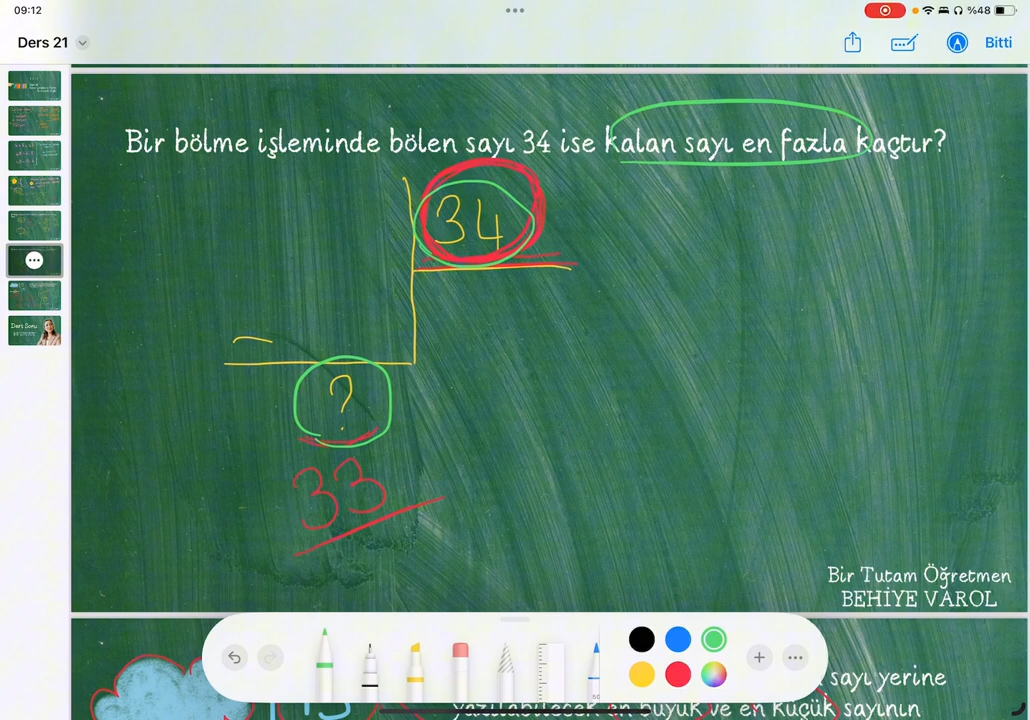 09:12
%48
Ders 21
Bitti
Bir bölme işleminde bölen sayı 34 ise kalan sayı en fazla kaçtır?
34
?
33
Bir Tutam Öğretmen
BEHİYE VAROL
Ders Sonu
sayı yerine
yazılabilecek en büyük ve en küçük sayının